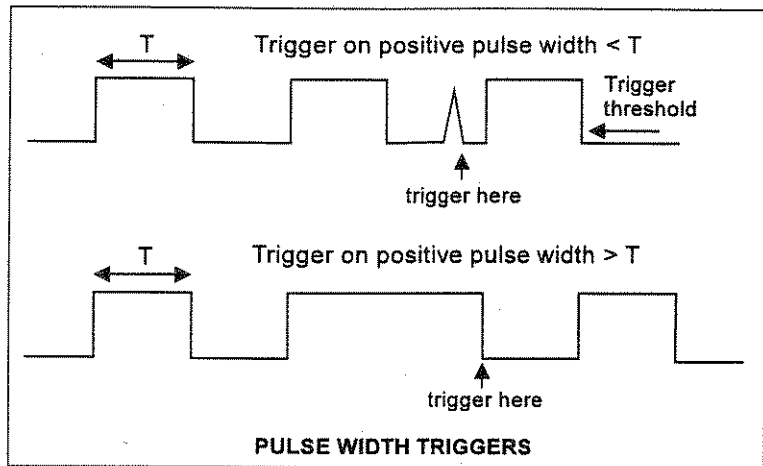 T Trigger on positive pulse width < T
Trigger
threshold
trigger here
T Trigger on positive pulse width > T
trigger here
PULSE WIDTH TRIGGERS